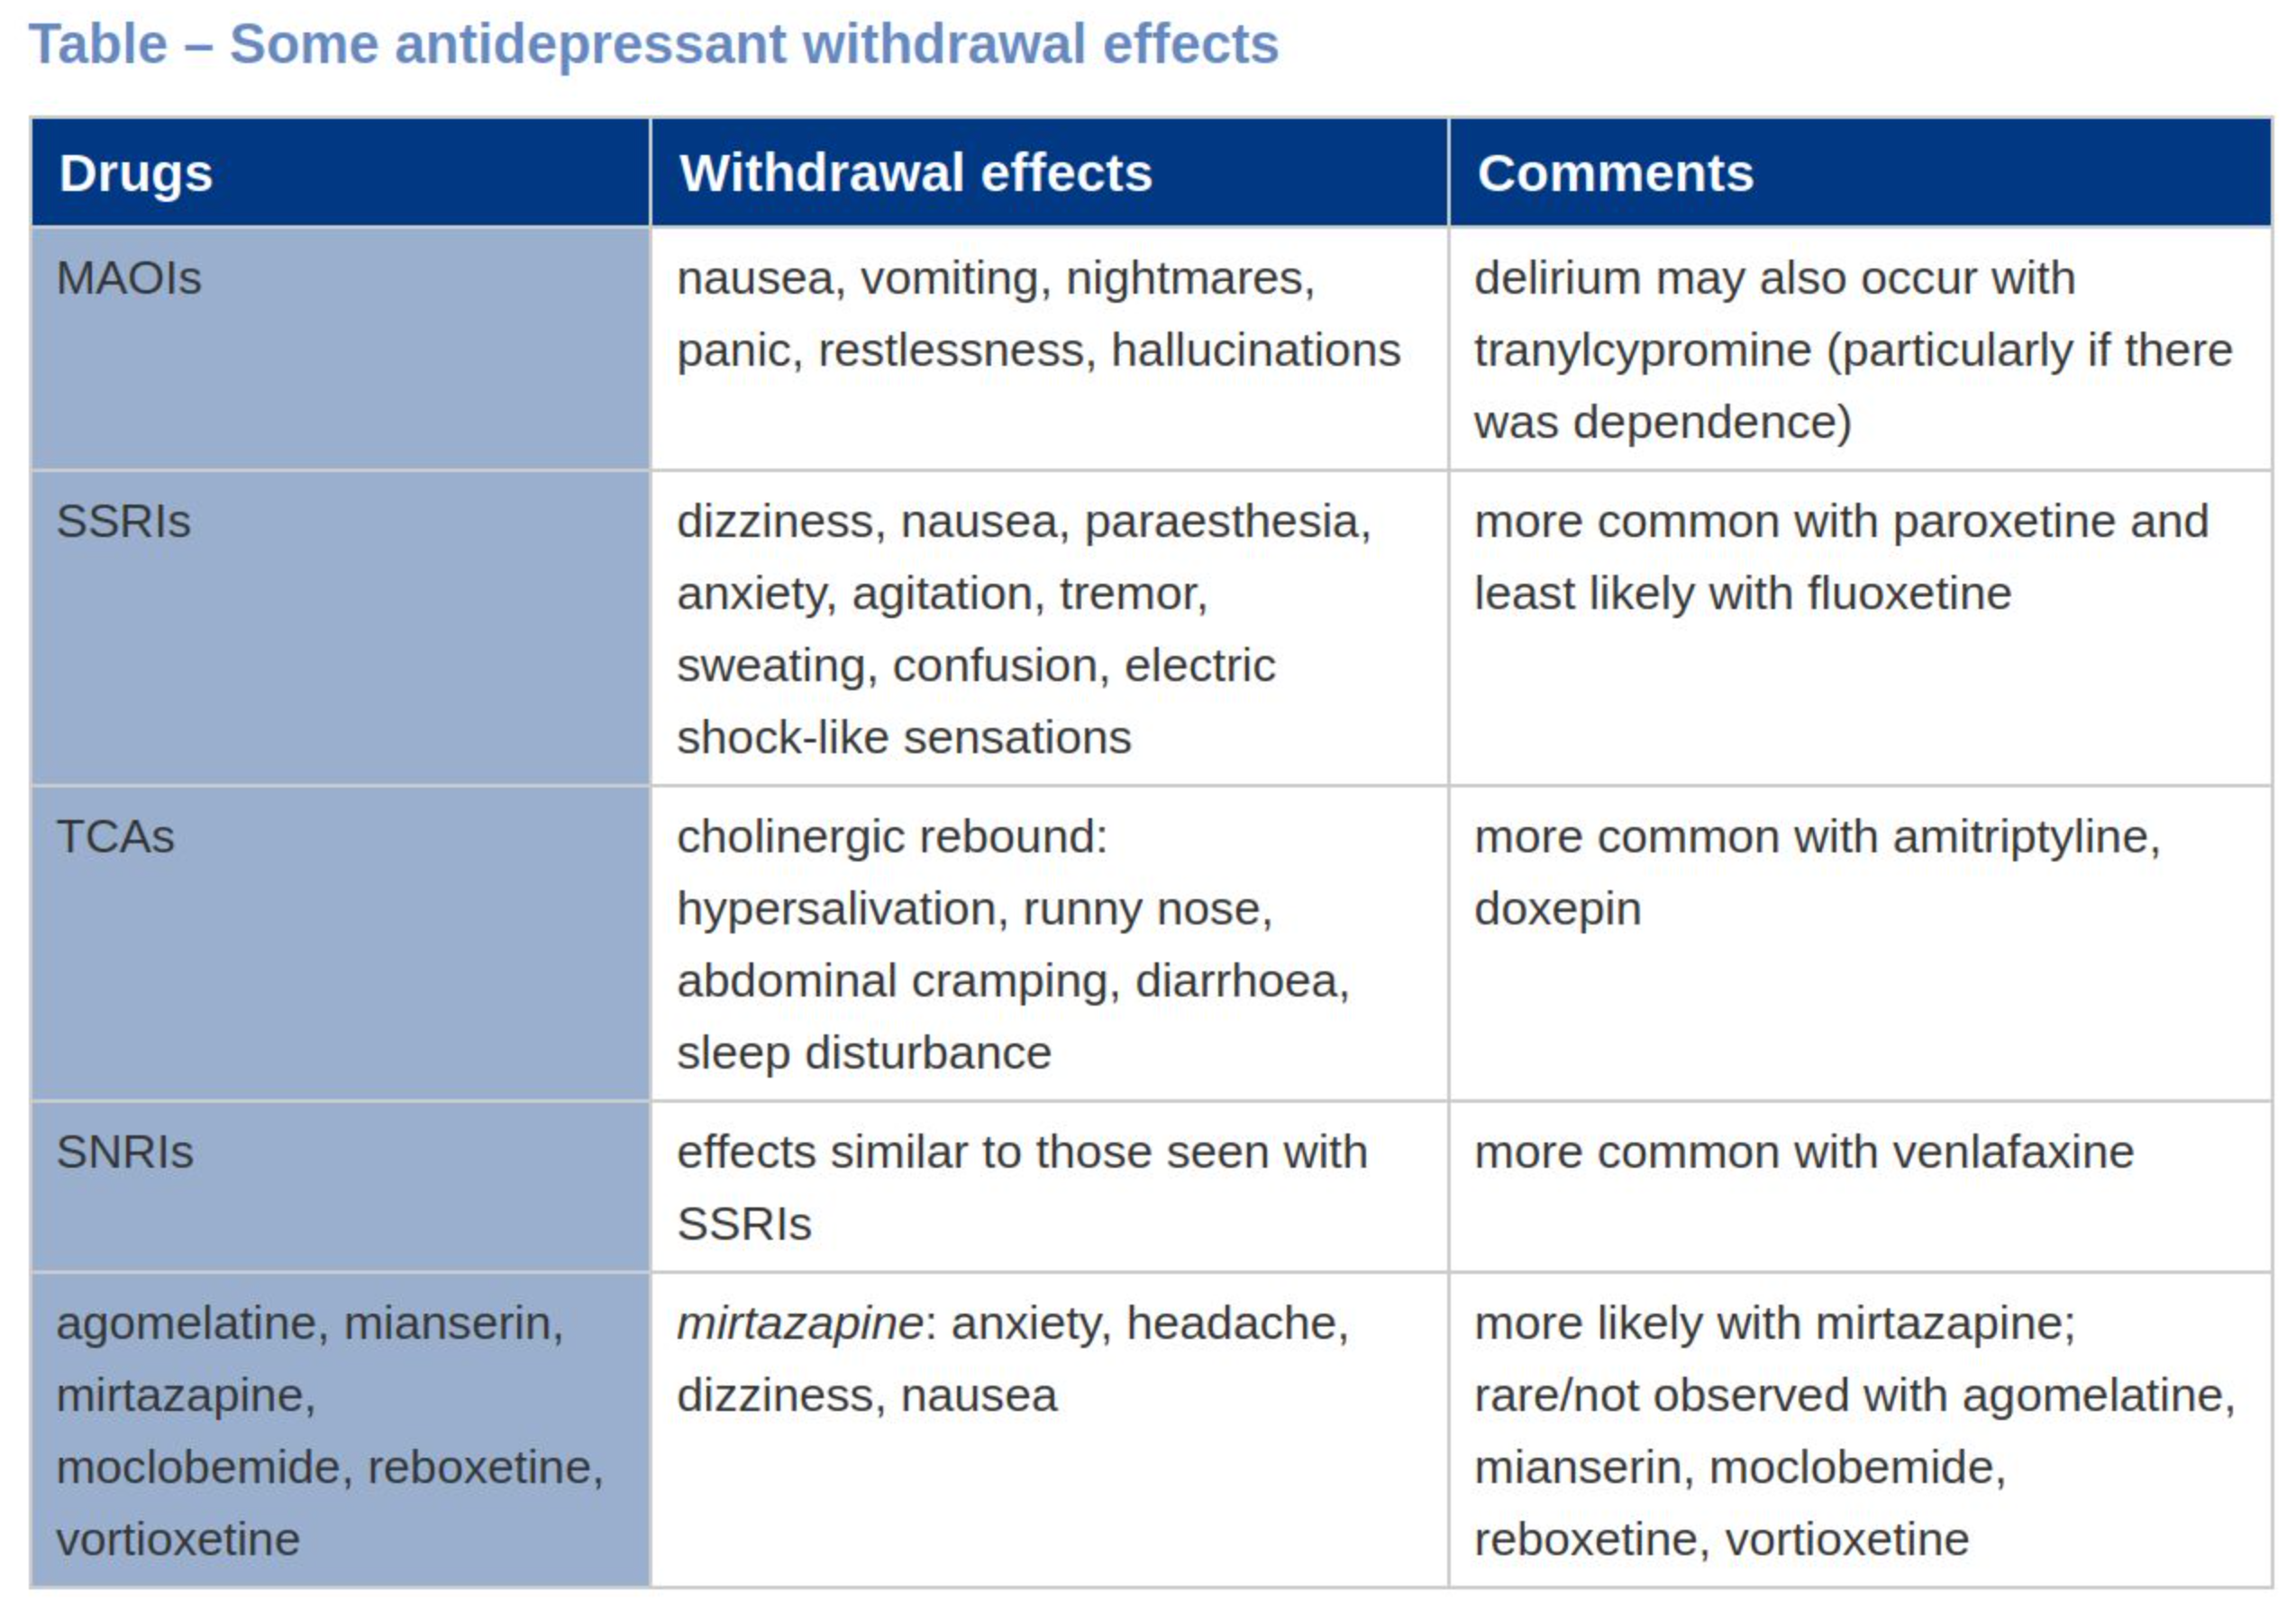 Table – Some antidepressant withdrawal effects
Drugs
Withdrawal effects
Comments
MAOIs
nausea, vomiting, nightmares,
panic, restlessness, hallucinations
delirium may also occur with
tranylcypromine (particularly if there
was dependence)
SSRIs
dizziness, nausea, paraesthesia,
anxiety, agitation, tremor,
sweating, confusion, electric
shock-like sensations
more common with paroxetine and
least likely with fluoxetine
TCAs
cholinergic rebound:
hypersalivation, runny nose,
abdominal cramping, diarrhoea,
sleep disturbance
more common with amitriptyline,
doxepin
SNRIs
effects similar to those seen with
SSRIs
more common with venlafaxine
agomelatine, mianserin,
mirtazapine,
moclobemide, reboxetine,
vortioxetine
mirtazapine: anxiety, headache,
dizziness, nausea
more likely with mirtazapine;
rare/not observed with agomelatine,
mianserin, moclobemide,
reboxetine, vortioxetine